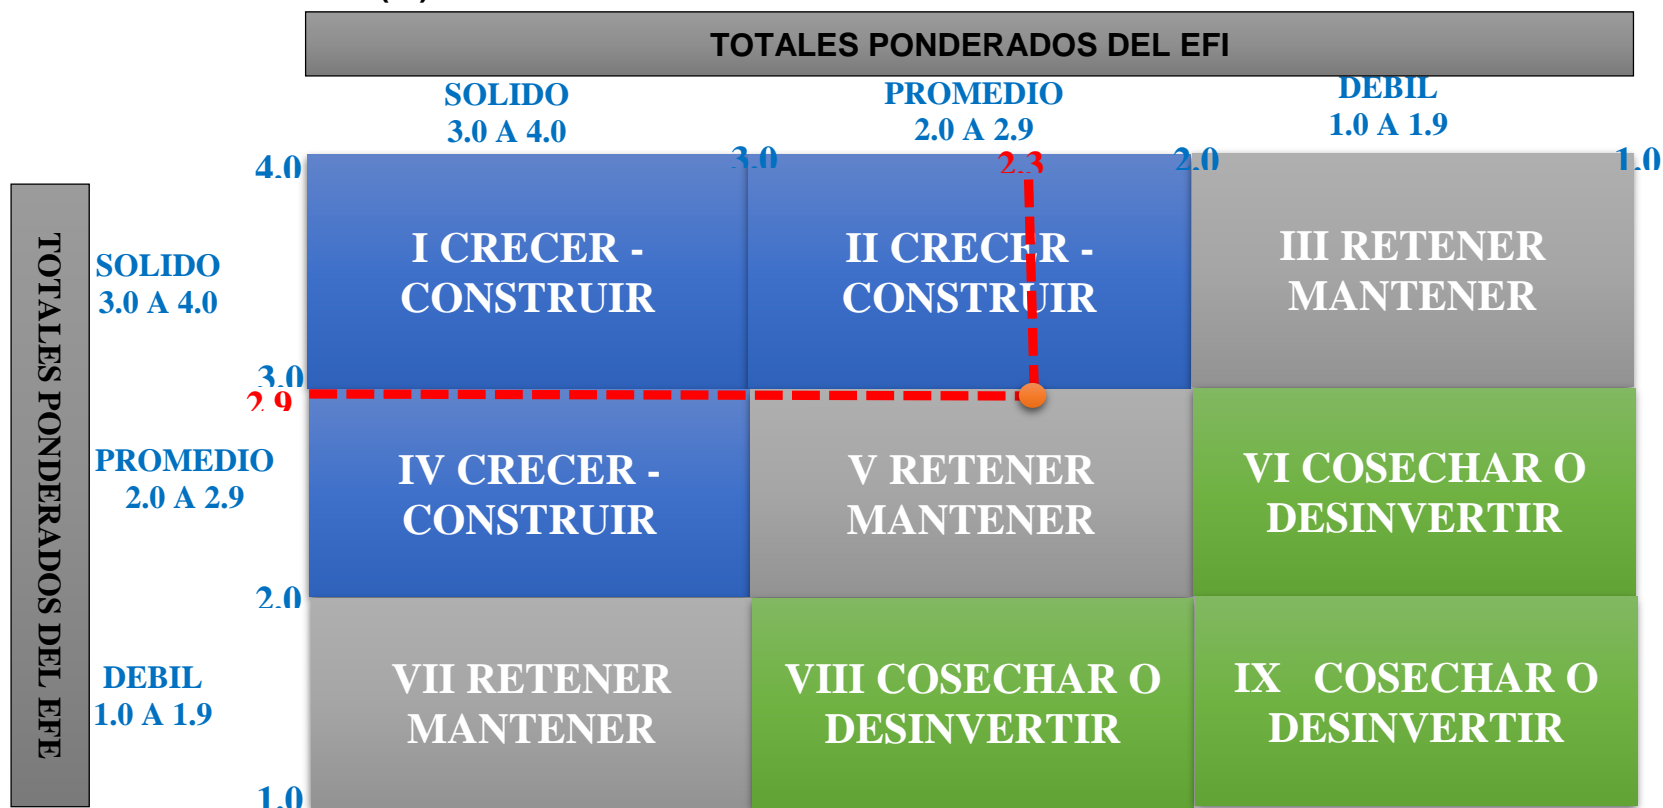 TOTALES PONDERADOS DEL EFI
SOLIDO
3.0 A 4.0
PROMEDIO
2.0 A 2.9
DEBIL
1.0 A 1.9
4.0
3.0
2.3
2.0
1.0
TOTALES PONDERADOS DEL EFE
SOLIDO
3.0 A 4.0
I CRECER -
CONSTRUIR
II CRECER -
CONSTRUIR
III RETENER
MANTENER
3.0
2.9
PROMEDIO
2.0 A 2.9
IV CRECER -
CONSTRUIR
V RETENER
MANTENER
VI COSECHAR O
DESINVERTIR
2.0
DEBIL
1.0 A 1.9
VII RETENER
MANTENER
VIII COSECHAR O
DESINVERTIR
IX COSECHAR O
DESINVERTIR
1.0